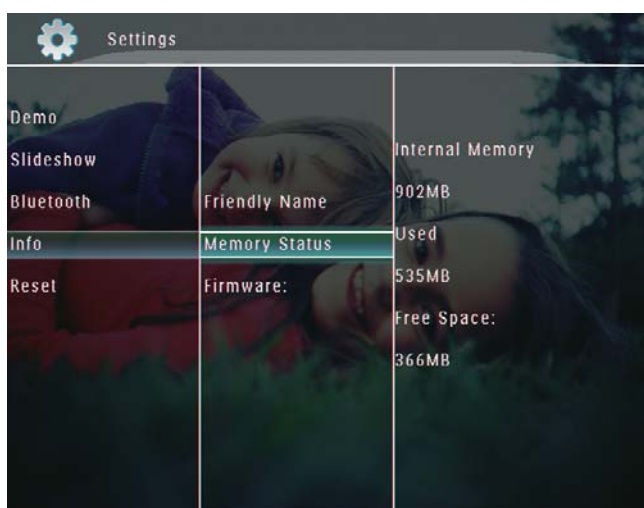 Settings
Demo
Slideshow
Bluetooth
Info
Reset
Friendly Name
Memory Status
Firmware:
Internal Memory
902MB
Used
535MB
Free Space:
366MB